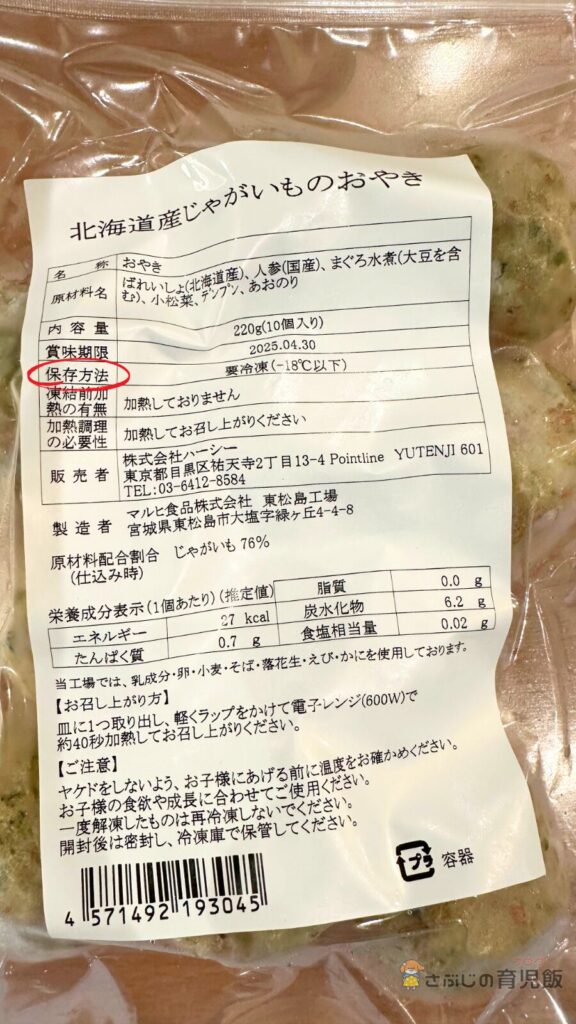 北海道産じゃがいものおやき
名称 おやき
原材料名 ばれいしょ(北海道産)、人参(国産)、まぐろ水煮(大豆を含
む)、小松菜、デンプン、あおのり
内容量 220g(10個入り)
賞味期限 2025.04.30
保存方法 要冷凍(-18℃以下)
凍結前加
熱の有無 加熱しておりません
加熱調理
の必要性 加熱してお召し上がりください
販売者 株式会社ハーシー
東京都目黒区祐天寺2丁目13-4 Pointline YUTENJI 601
TEL:03-6412-8584
製造者 マルヒ食品株式会社 東松島工場
宮城県東松島市大塩字緑ヶ丘4-4-8
原材料配合割合 じゃがいも 76%
(仕込み時)
栄養成分表示(1個あたり)(推定値)
エネルギー 27 kcal
たんぱく質 0.7 g
脂質 0.0 g
炭水化物 6.2 g
食塩相当量 0.02 g
当工場では、乳成分・卵・小麦・そば・落花生・えび・かにを使用しております。
【お召し上がり方】
皿に1つ取り出し、軽くラップをかけて電子レンジ(600W)で
約40秒加熱してお召し上がりください。
【ご注意】
ヤケドをしないよう、お子様にあげる前に温度をお確かめください。
お子様の食欲や成長に合わせてご使用ください。
一度解凍したものは再冷凍しないでください。
開封後は密封し、冷凍庫で保管してください。
4 571492 193045
プラ 容器
さぶじの育児飯